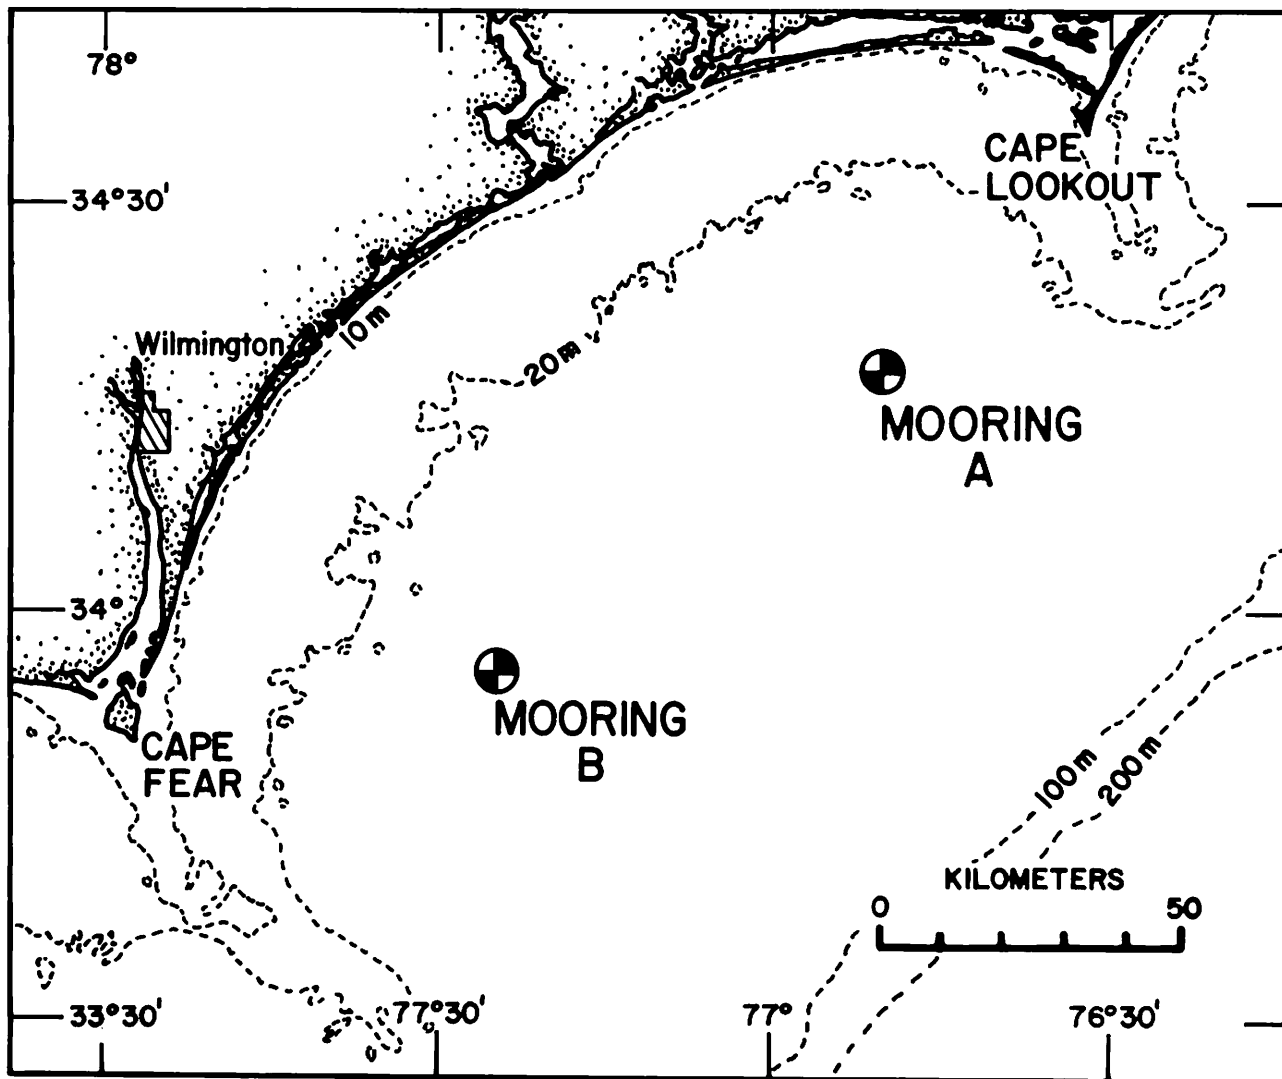 78°
CAPE
LOOKOUT
34°30'
10m
Wilmington
20m
MOORING
A
34°
MOORING
B
CAPE
FEAR
100m
200m
KILOMETERS
0 50
33°30'
77°30'
77°
76°30'